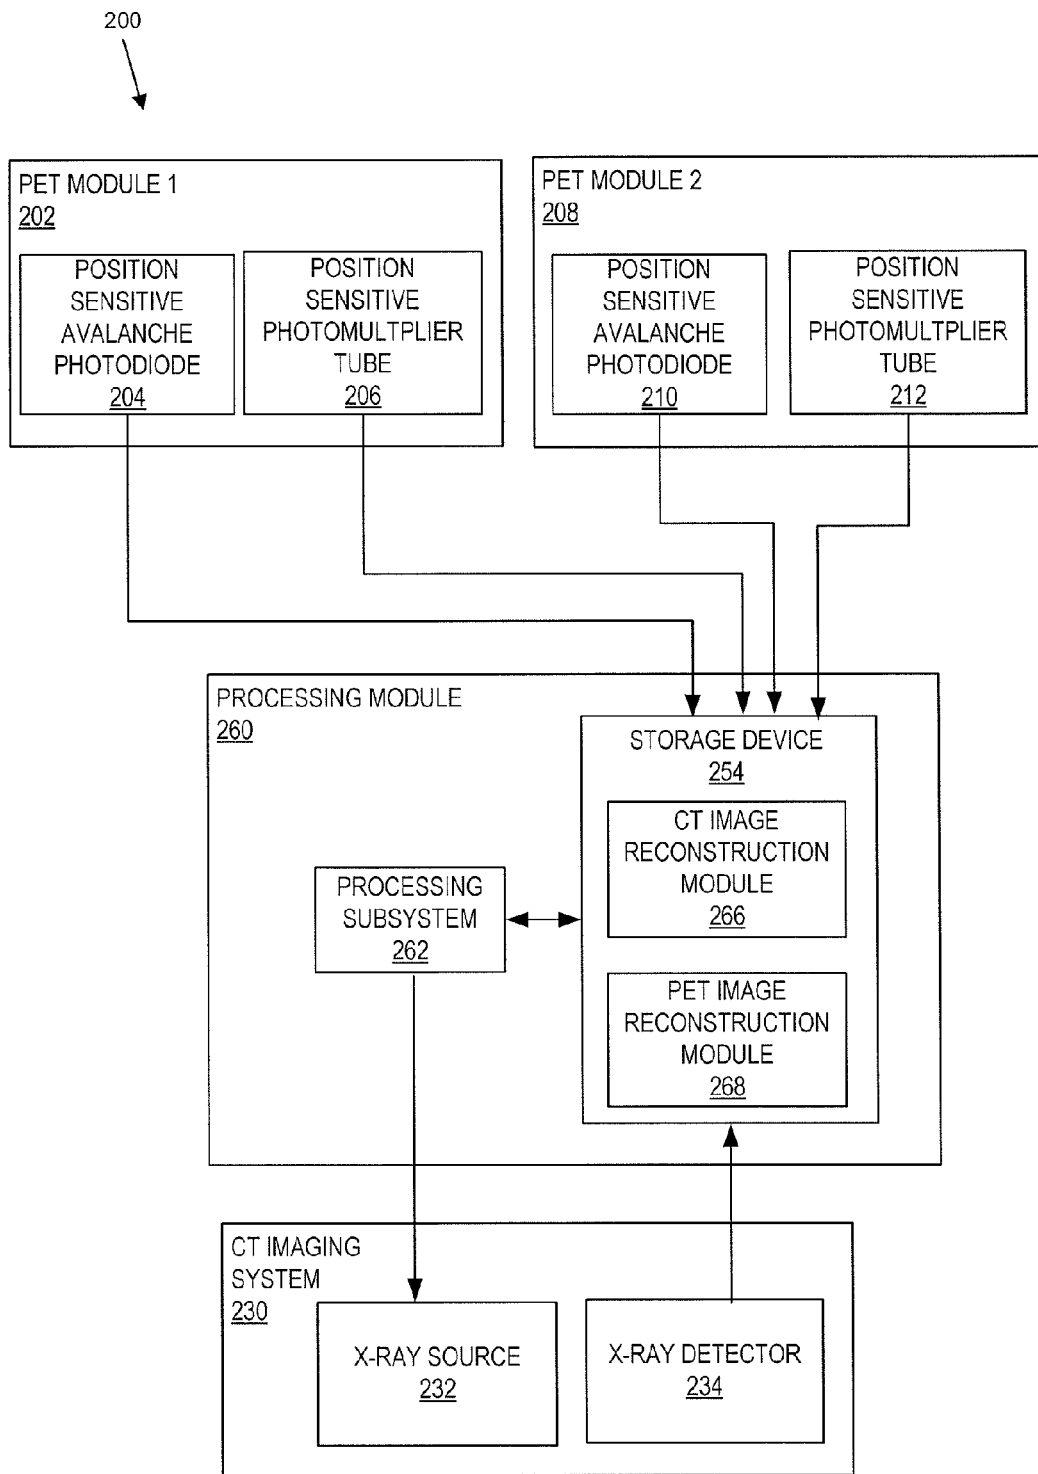 200
PET MODULE 1
202
POSITION
SENSITIVE
AVALANCHE
PHOTODIODE
204
POSITION
SENSITIVE
PHOTOMULTPLIER
TUBE
206
PET MODULE 2
208
POSITION
SENSITIVE
AVALANCHE
PHOTODIODE
210
POSITION
SENSITIVE
PHOTOMULTPLIER
TUBE
212
PROCESSING MODULE
260
STORAGE DEVICE
254
CT IMAGE
RECONSTRUCTION
MODULE
266
PROCESSING
SUBSYSTEM
262
PET IMAGE
RECONSTRUCTION
MODULE
268
CT IMAGING
SYSTEM
230
X-RAY SOURCE
232
X-RAY DETECTOR
234